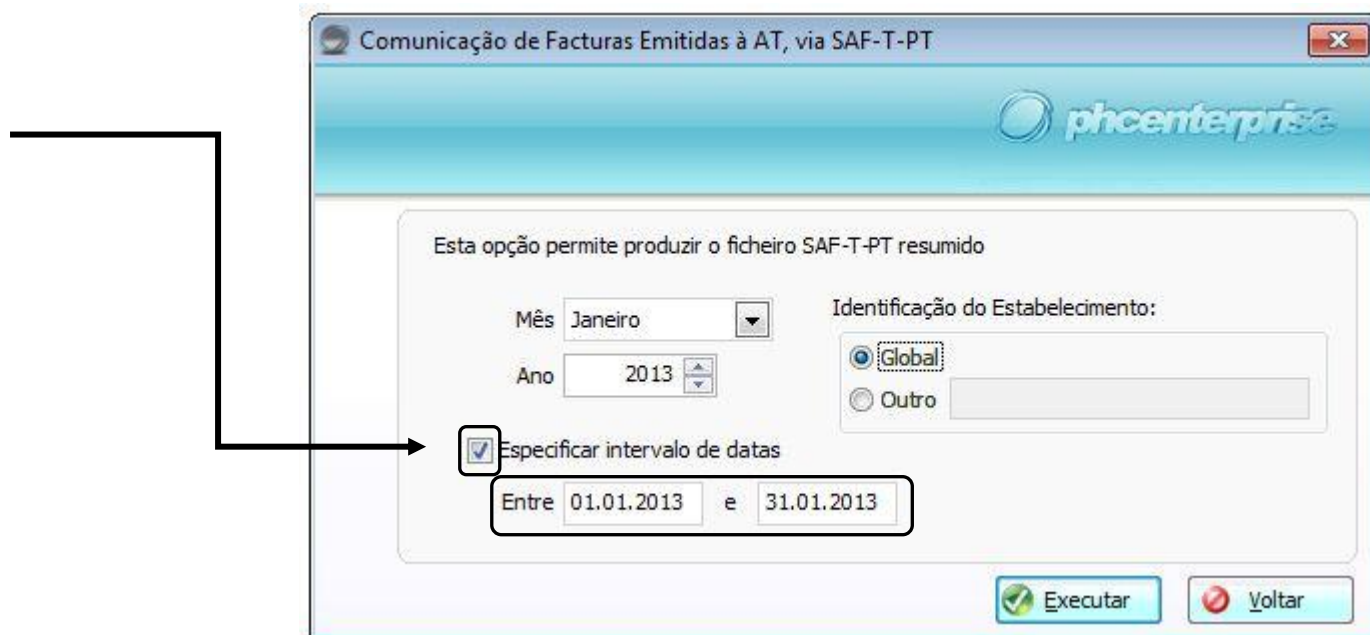 Comunicação de Facturas Emitidas à AT, via SAF-T-PT
phcenterprise
Esta opção permite produzir o ficheiro SAF-T-PT resumido
Mês Janeiro
Identificação do Estabelecimento:
Ano 2013
Global
Outro
Especificar intervalo de datas
Entre 01.01.2013 e 31.01.2013
Executar Voltar